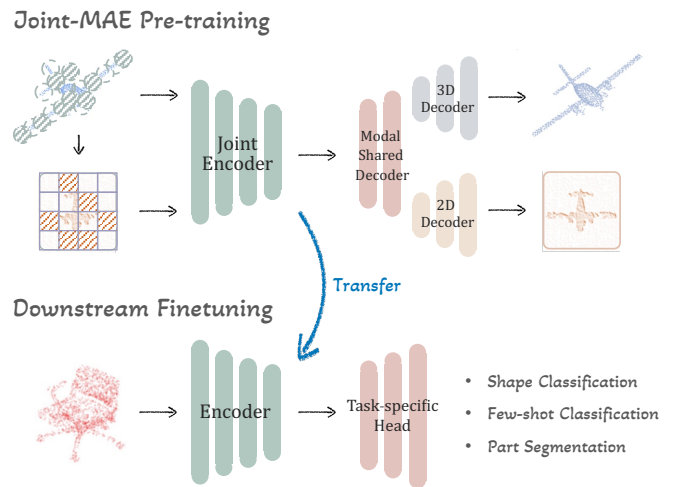 Joint-MAE Pre-training
Joint
Encoder
Modal
Shared
Decoder
3D
Decoder
2D
Decoder
Transfer
Downstream Finetuning
Encoder
Task-specific
Head
• Shape Classification
• Few-shot Classification
• Part Segmentation